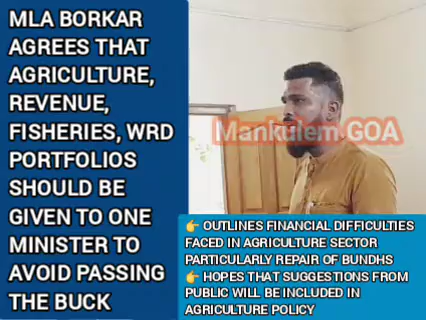 MLA BORKAR
AGREES THAT
AGRICULTURE,
REVENUE,
FISHERIES, WRD
PORTFOLIOS
SHOULD BE
GIVEN TO ONE
MINISTER TO
AVOID PASSING
THE BUCK
Mankulem GOA
👉 OUTLINES FINANCIAL DIFFICULTIES
FACED IN AGRICULTURE SECTOR
PARTICULARLY REPAIR OF BUNDHS
👉 HOPES THAT SUGGESTIONS FROM
PUBLIC WILL BE INCLUDED IN
AGRICULTURE POLICY